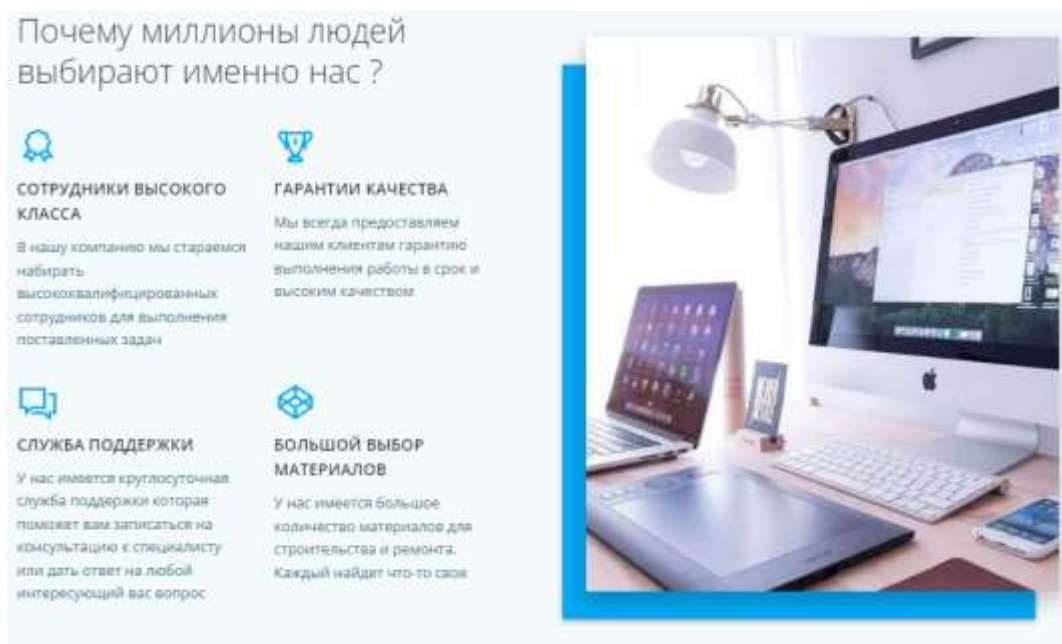 Почему миллионы людей
выбирают именно нас ?
СОТРУДНИКИ ВЫСОКОГО
КЛАССА
В нашу компанию мы стараемся
набирать
высококвалифицированных
сотрудников для выполнения
поставленных задач
ГАРАНТИИ КАЧЕСТВА
Мы всегда предоставляем
нашим клиентам гарантию
выполнения работы в срок и
высоким качеством
СЛУЖБА ПОДДЕРЖКИ
У нас имеется круглосуточная
служба поддержки которая
поможет вам записаться на
консультацию к специалисту
или дать ответ на любой
интересующий вас вопрос
БОЛЬШОЙ ВЫБОР
МАТЕРИАЛОВ
У нас имеется большое
количество материалов для
строительства и ремонта.
Каждый найдет что-то свое